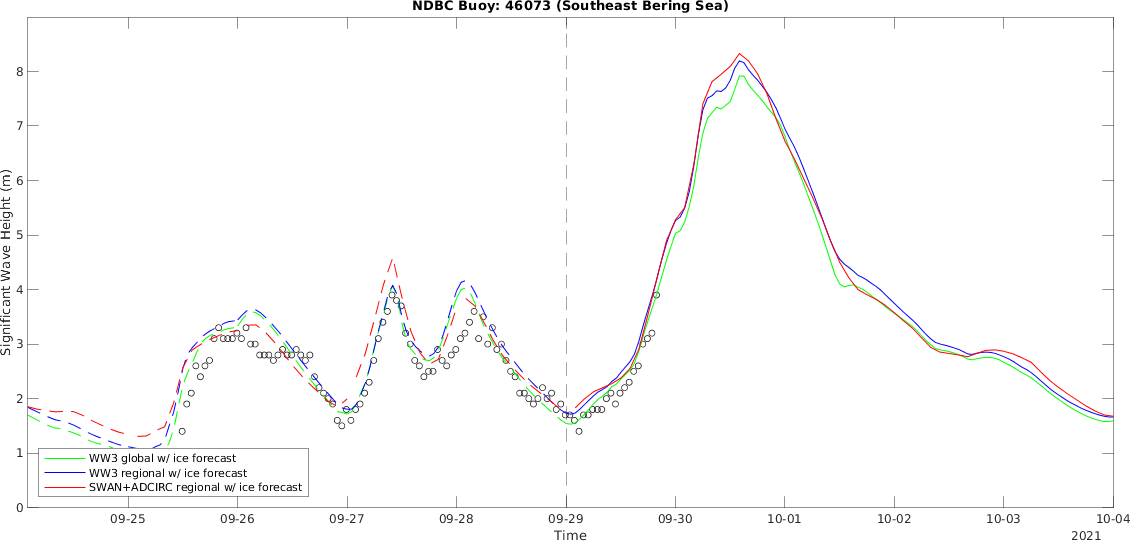 NDBC Buoy: 46073 (Southeast Bering Sea)
Significant Wave Height (m)
8
7
6
5
4
3
2
1
0
WW3 global w/ ice forecast
WW3 regional w/ ice forecast
SWAN+ADCIRC regional w/ ice forecast
09-25 09-26 09-27 09-28 09-29 09-30 10-01 10-02 10-03 10-04
Time
2021